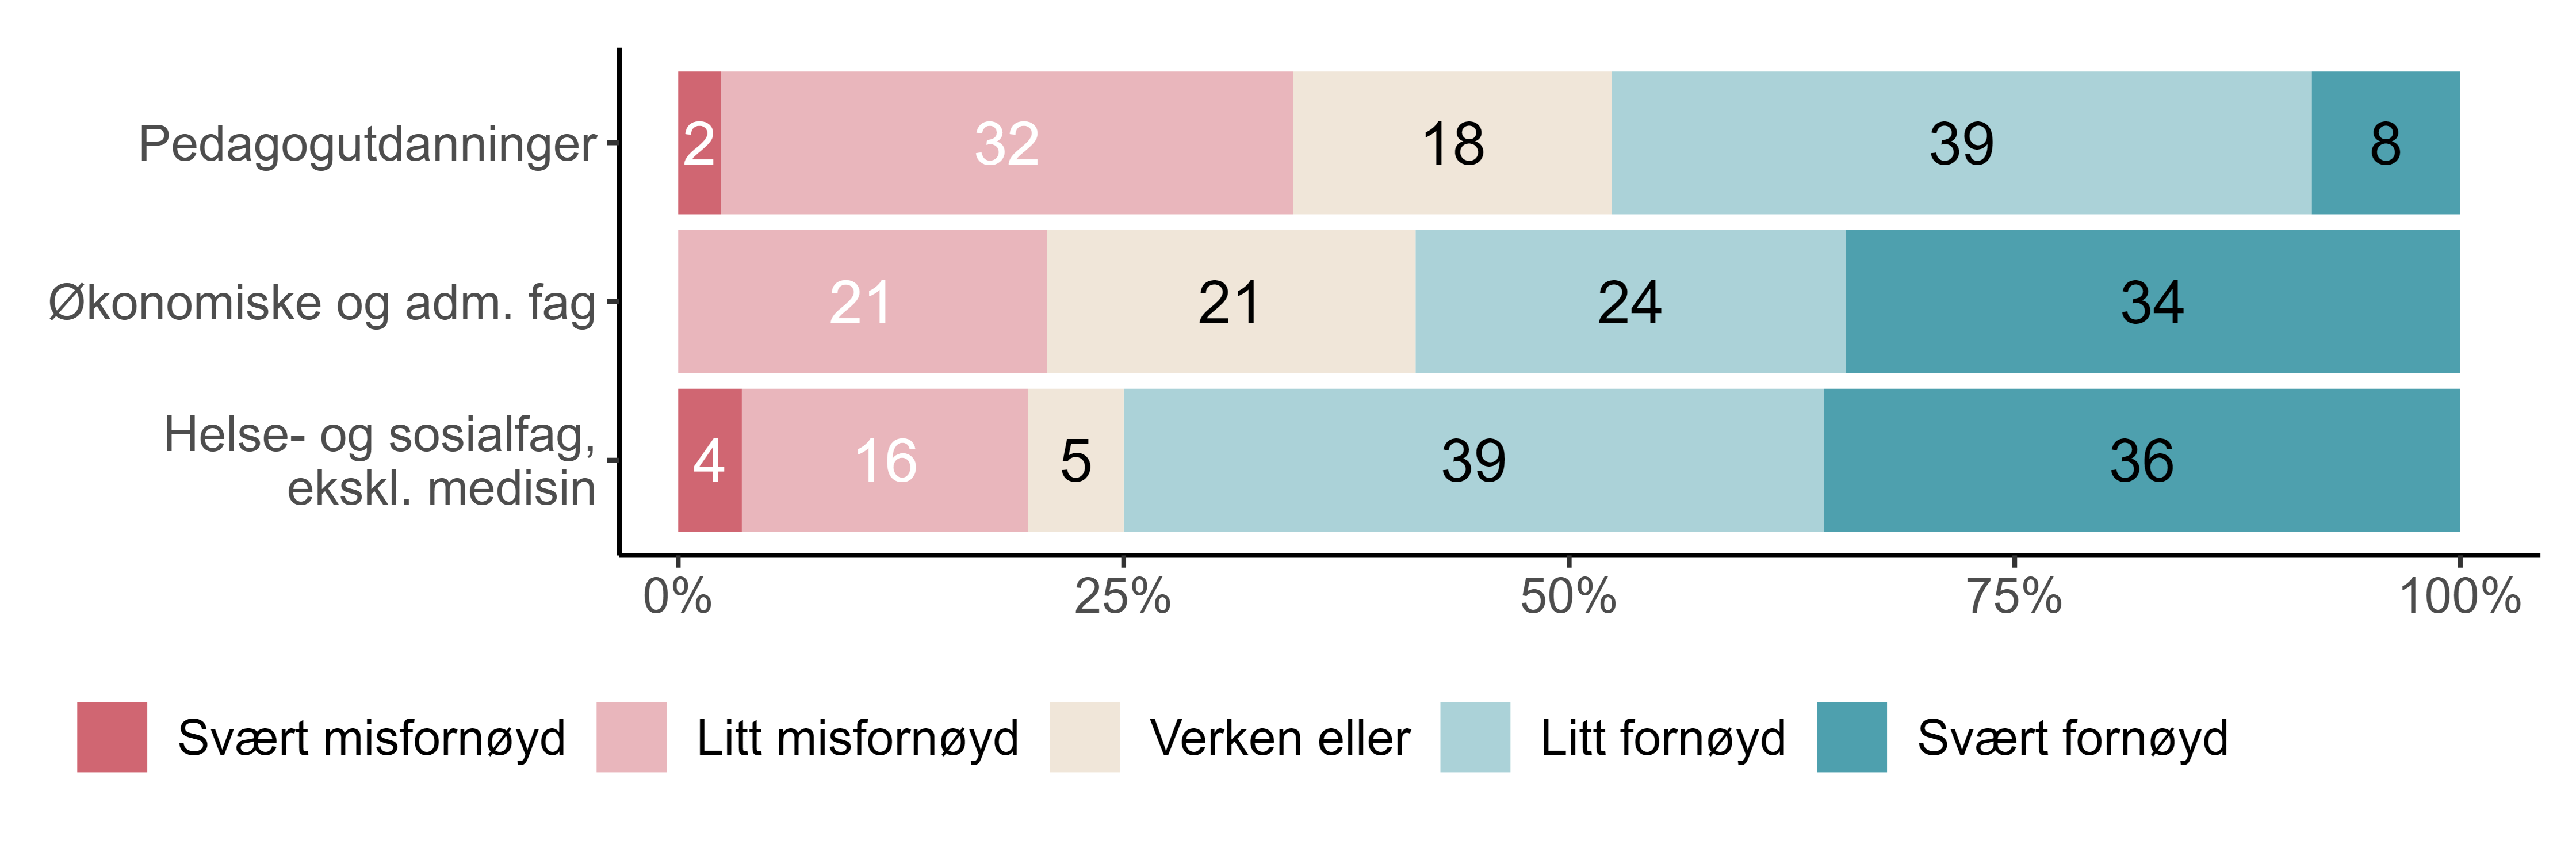 Pedagogutdanninger
2 32 18 39 8
Økonomiske og adm. fag
21 21 24 34
Helse- og sosialfag,
ekskl. medisin
4 16 5 39 36
0% 25% 50% 75% 100%
Svært misfornøyd Litt misfornøyd Verken eller Litt fornøyd Svært fornøyd